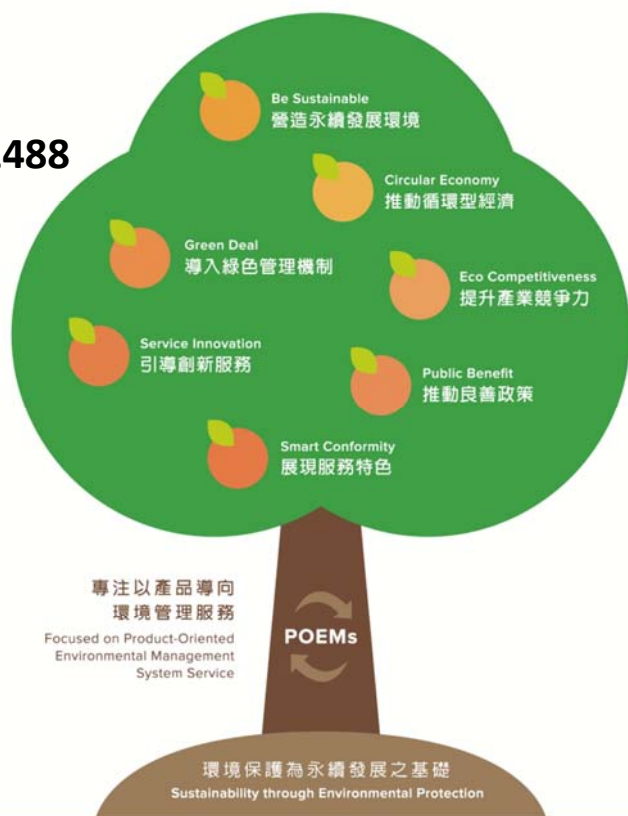 488
Be Sustainable
營造永續發展環境
Circular Economy
推動循環型經濟
Green Deal
導入綠色管理機制
Eco Competitiveness
提升產業競爭力
Service Innovation
引導創新服務
Public Benefit
推動良善政策
Smart Conformity
展現服務特色
專注以產品導向
環境管理服務
Focused on Product-Oriented
Environmental Management
System Service
POEMs
環境保護為永續發展之基礎
Sustainability through Environmental Protection